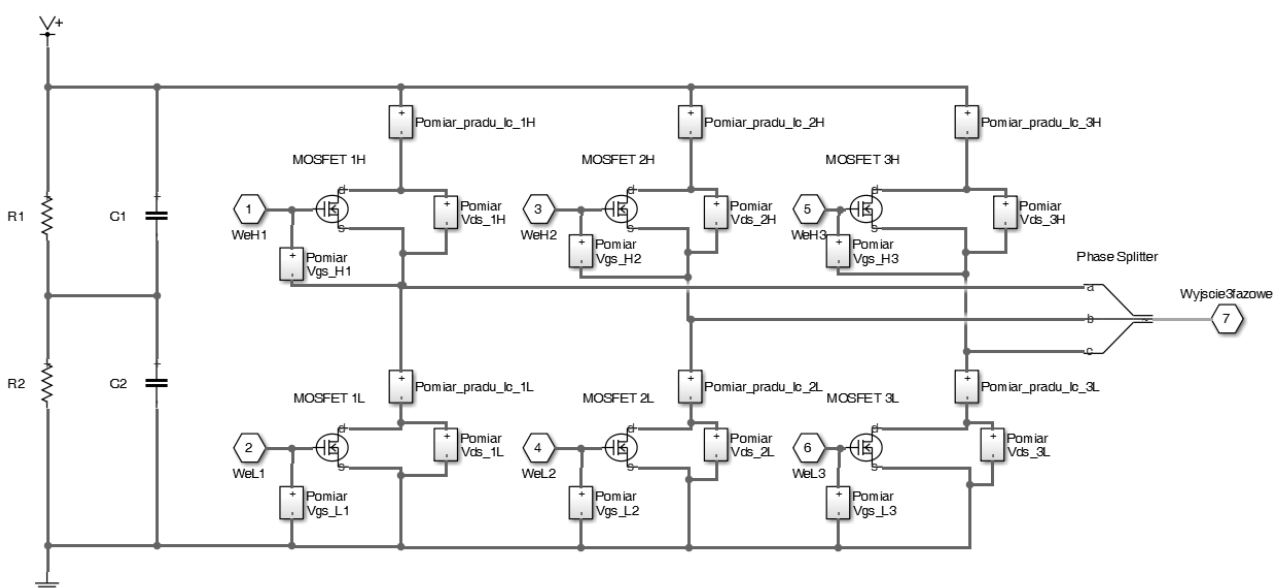 V+
Pomiar_pradu_Ic_1H
Pomiar_pradu_Ic_2H
Pomiar_pradu_Ic_3H
MOSFET 1H
MOSFET 2H
MOSFET 3H
R1
C1
1
WeH1
d
s
Pomiar
Vds_1H
Pomiar
Vgs_H1
3
WeH2
d
s
Pomiar
Vds_2H
Pomiar
Vgs_H2
5
WeH3
d
s
Pomiar
Vds_3H
Pomiar
Vgs_H3
Phase Splitter
a
b
c
Wyjscie3fazowe
7
R2
C2
Pomiar_pradu_Ic_1L
Pomiar_pradu_Ic_2L
Pomiar_pradu_Ic_3L
MOSFET 1L
MOSFET 2L
MOSFET 3L
2
WeL1
d
s
Pomiar
Vds_1L
Pomiar
Vgs_L1
4
WeL2
d
s
Pomiar
Vds_2L
Pomiar
Vgs_L2
6
WeL3
d
s
Pomiar
Vds_3L
Pomiar
Vgs_L3